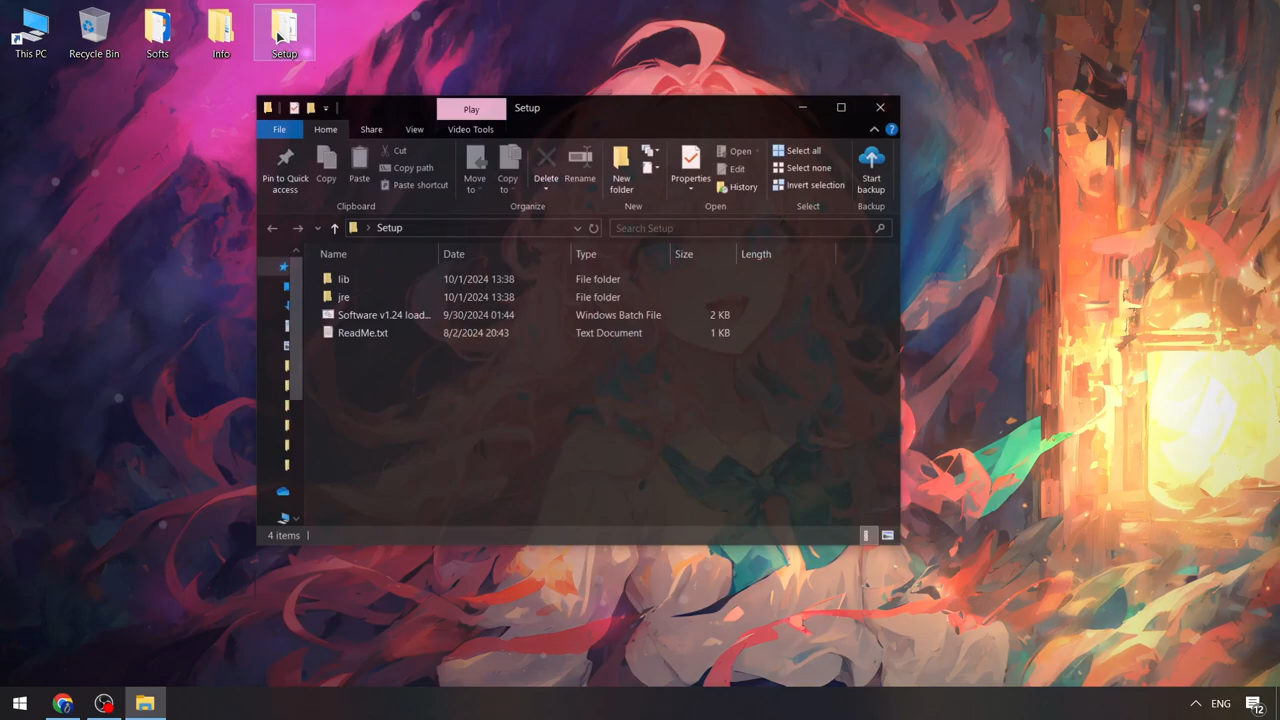 This PC
Recycle Bin
Softs
Info
Setup
Play
Setup
File
Home
Share
View
Video Tools
Pin to Quick access
Copy
Paste
Cut
Copy path
Paste shortcut
Clipboard
Move to
Copy to
Delete
Rename
Organize
New folder
New
Properties
Open
Edit
History
Open
Select all
Select none
Invert selection
Select
Start backup
Backup
Setup
Search Setup
Name Date Type Size Length
lib 10/1/2024 13:38 File folder
jre 10/1/2024 13:38 File folder
Software v1.24 load... 9/30/2024 01:44 Windows Batch File 2 KB
ReadMe.txt 8/2/2024 20:43 Text Document 1 KB
4 items
ENG
12